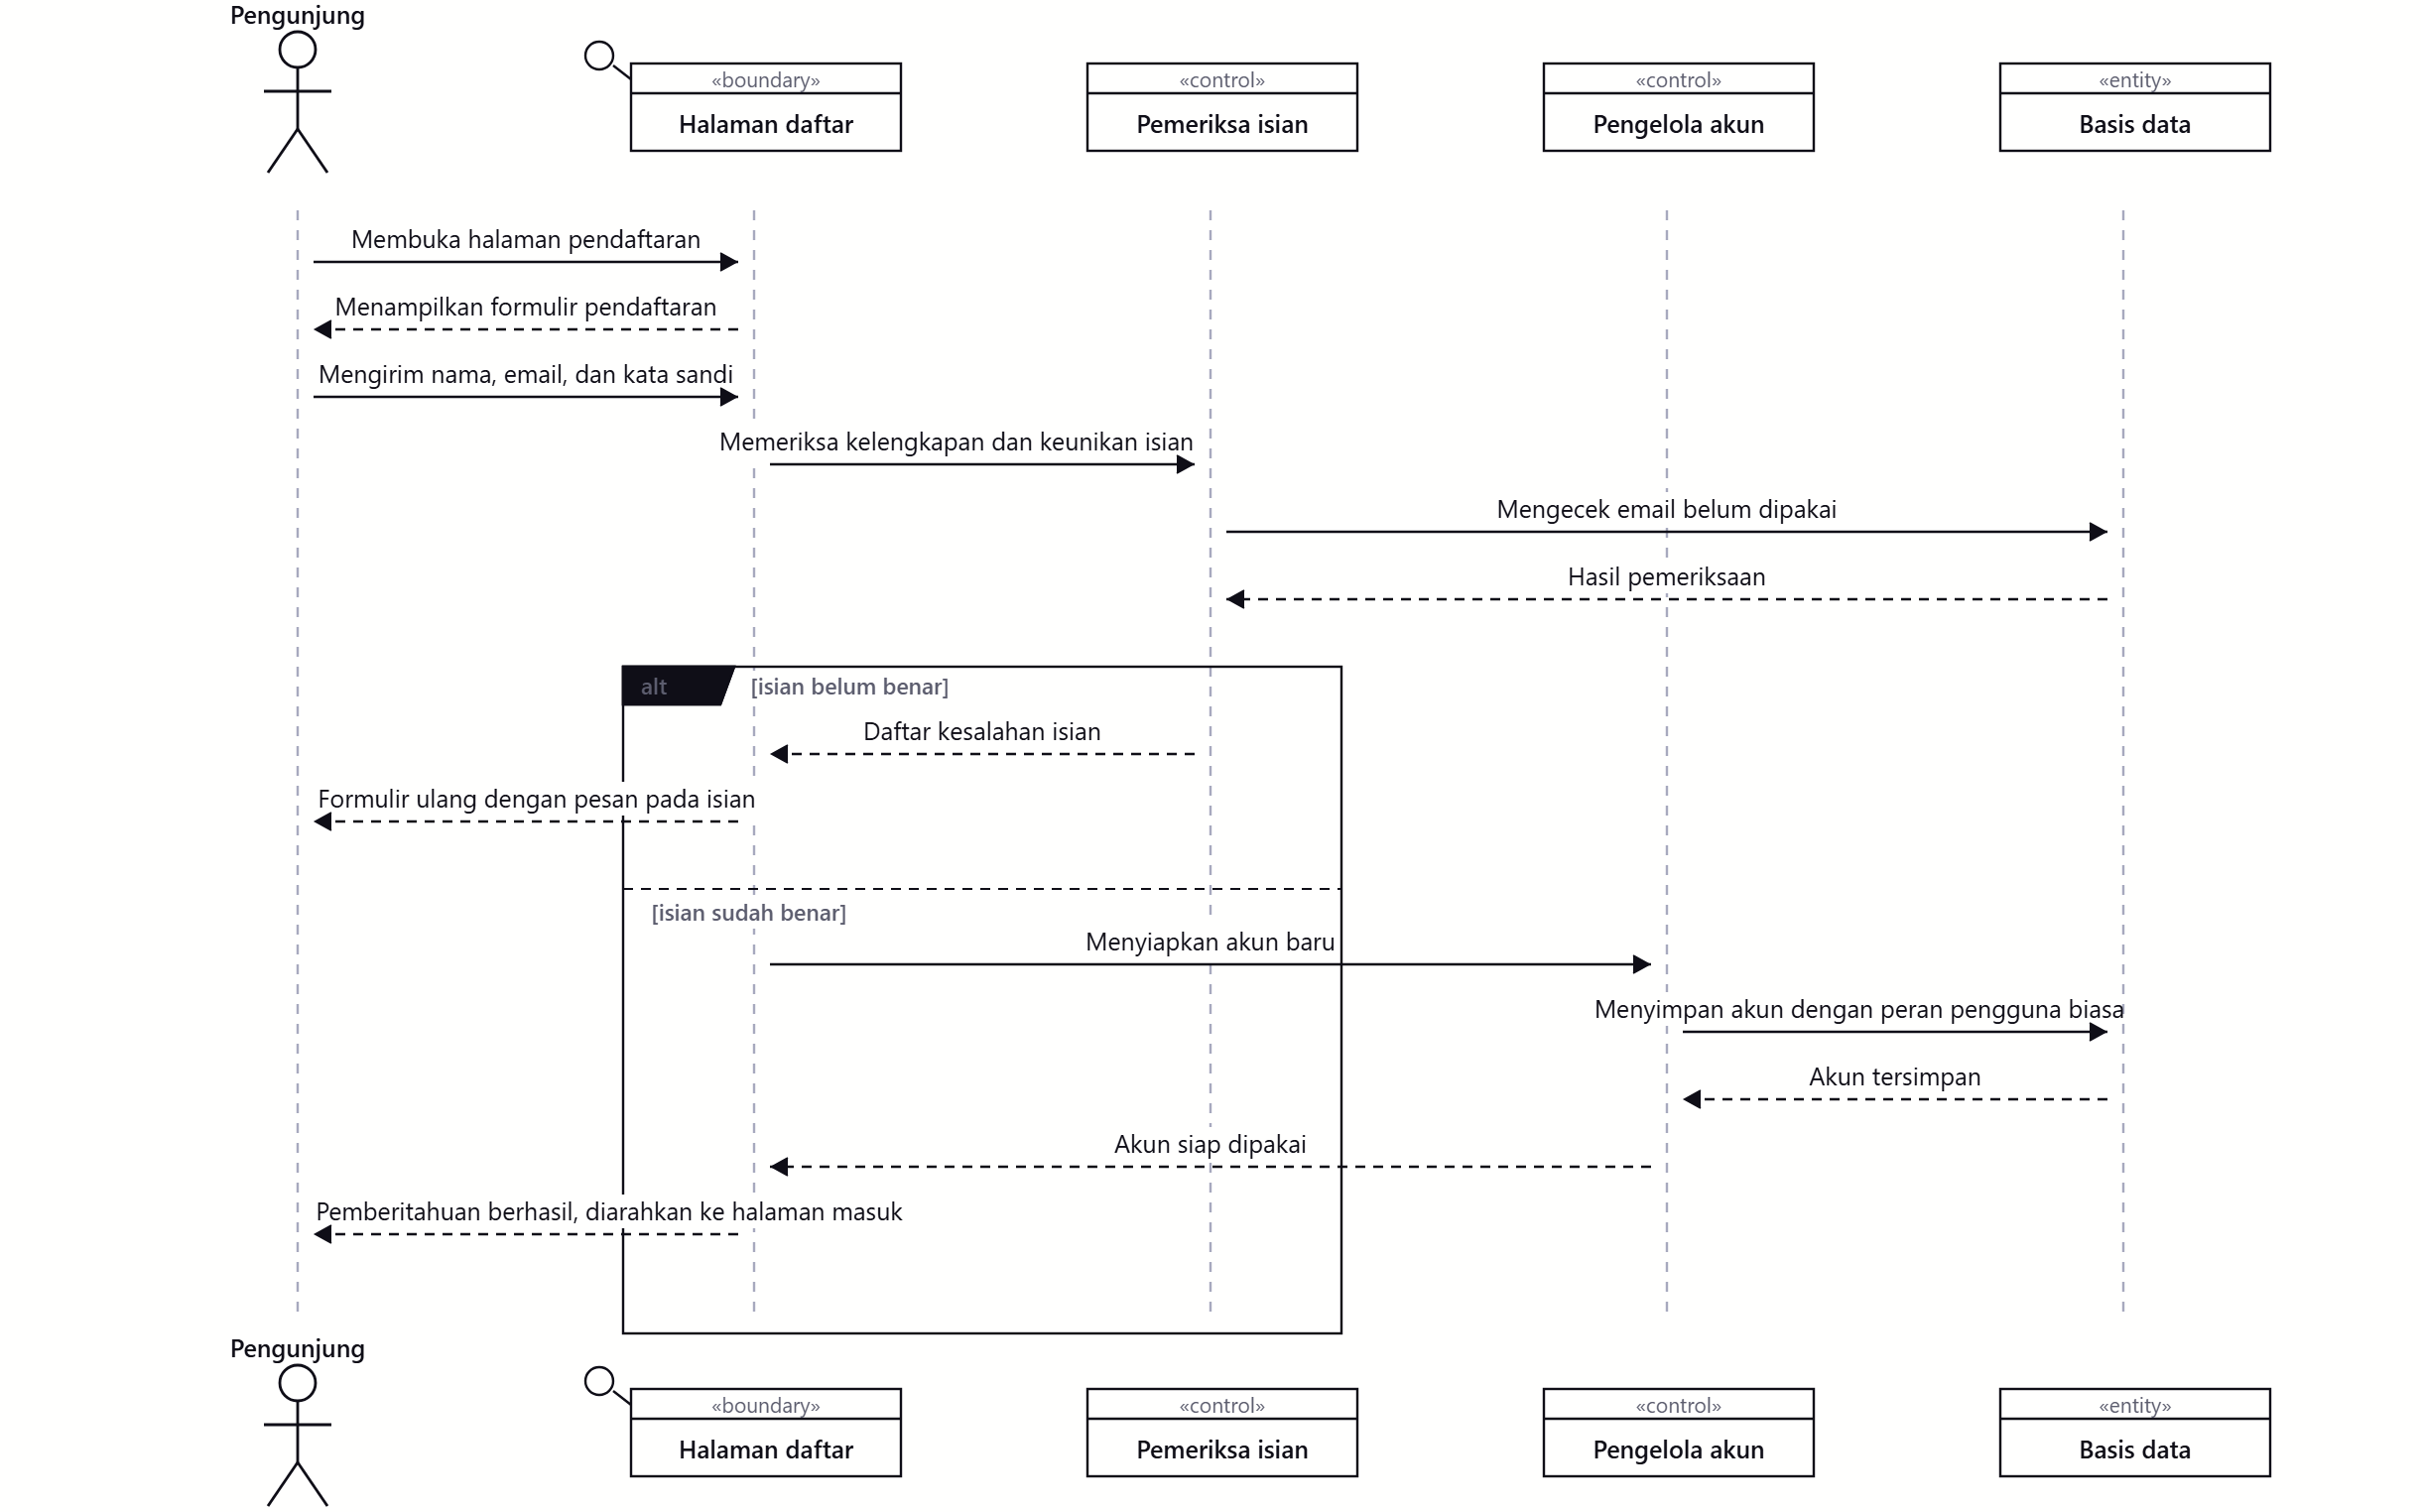 Pengunjung
«boundary»
Halaman daftar
«control»
Pemeriksa isian
«control»
Pengelola akun
«entity»
Basis data
Membuka halaman pendaftaran
Menampilkan formulir pendaftaran
Mengirim nama, email, dan kata sandi
Memeriksa kelengkapan dan keunikan isian
Mengecek email belum dipakai
Hasil pemeriksaan
alt
[isian belum benar]
Daftar kesalahan isian
Formulir ulang dengan pesan pada isian
[isian sudah benar]
Menyiapkan akun baru
Menyimpan akun dengan peran pengguna biasa
Akun tersimpan
Akun siap dipakai
Pemberitahuan berhasil, diarahkan ke halaman masuk
Pengunjung
«boundary»
Halaman daftar
«control»
Pemeriksa isian
«control»
Pengelola akun
«entity»
Basis data